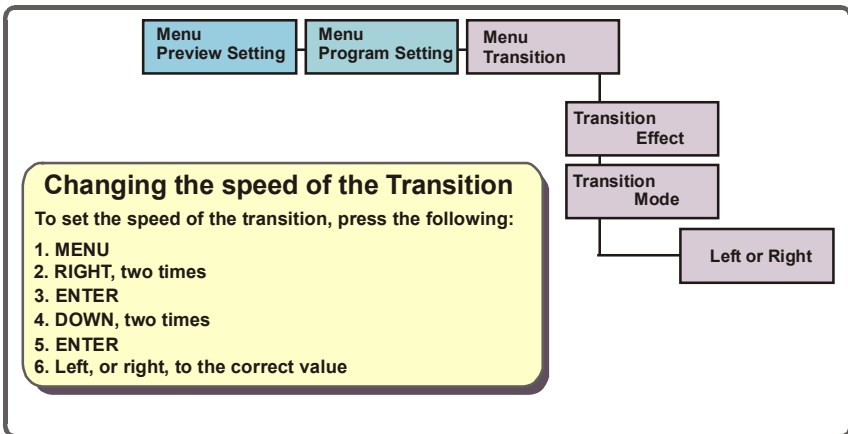 Menu
Preview Setting
Menu
Program Setting
Menu
Transition
Transition
Effect
Transition
Mode
Left or Right
Changing the speed of the Transition
To set the speed of the transition, press the following:
1. MENU
2. RIGHT, two times
3. ENTER
4. DOWN, two times
5. ENTER
6. Left, or right, to the correct value